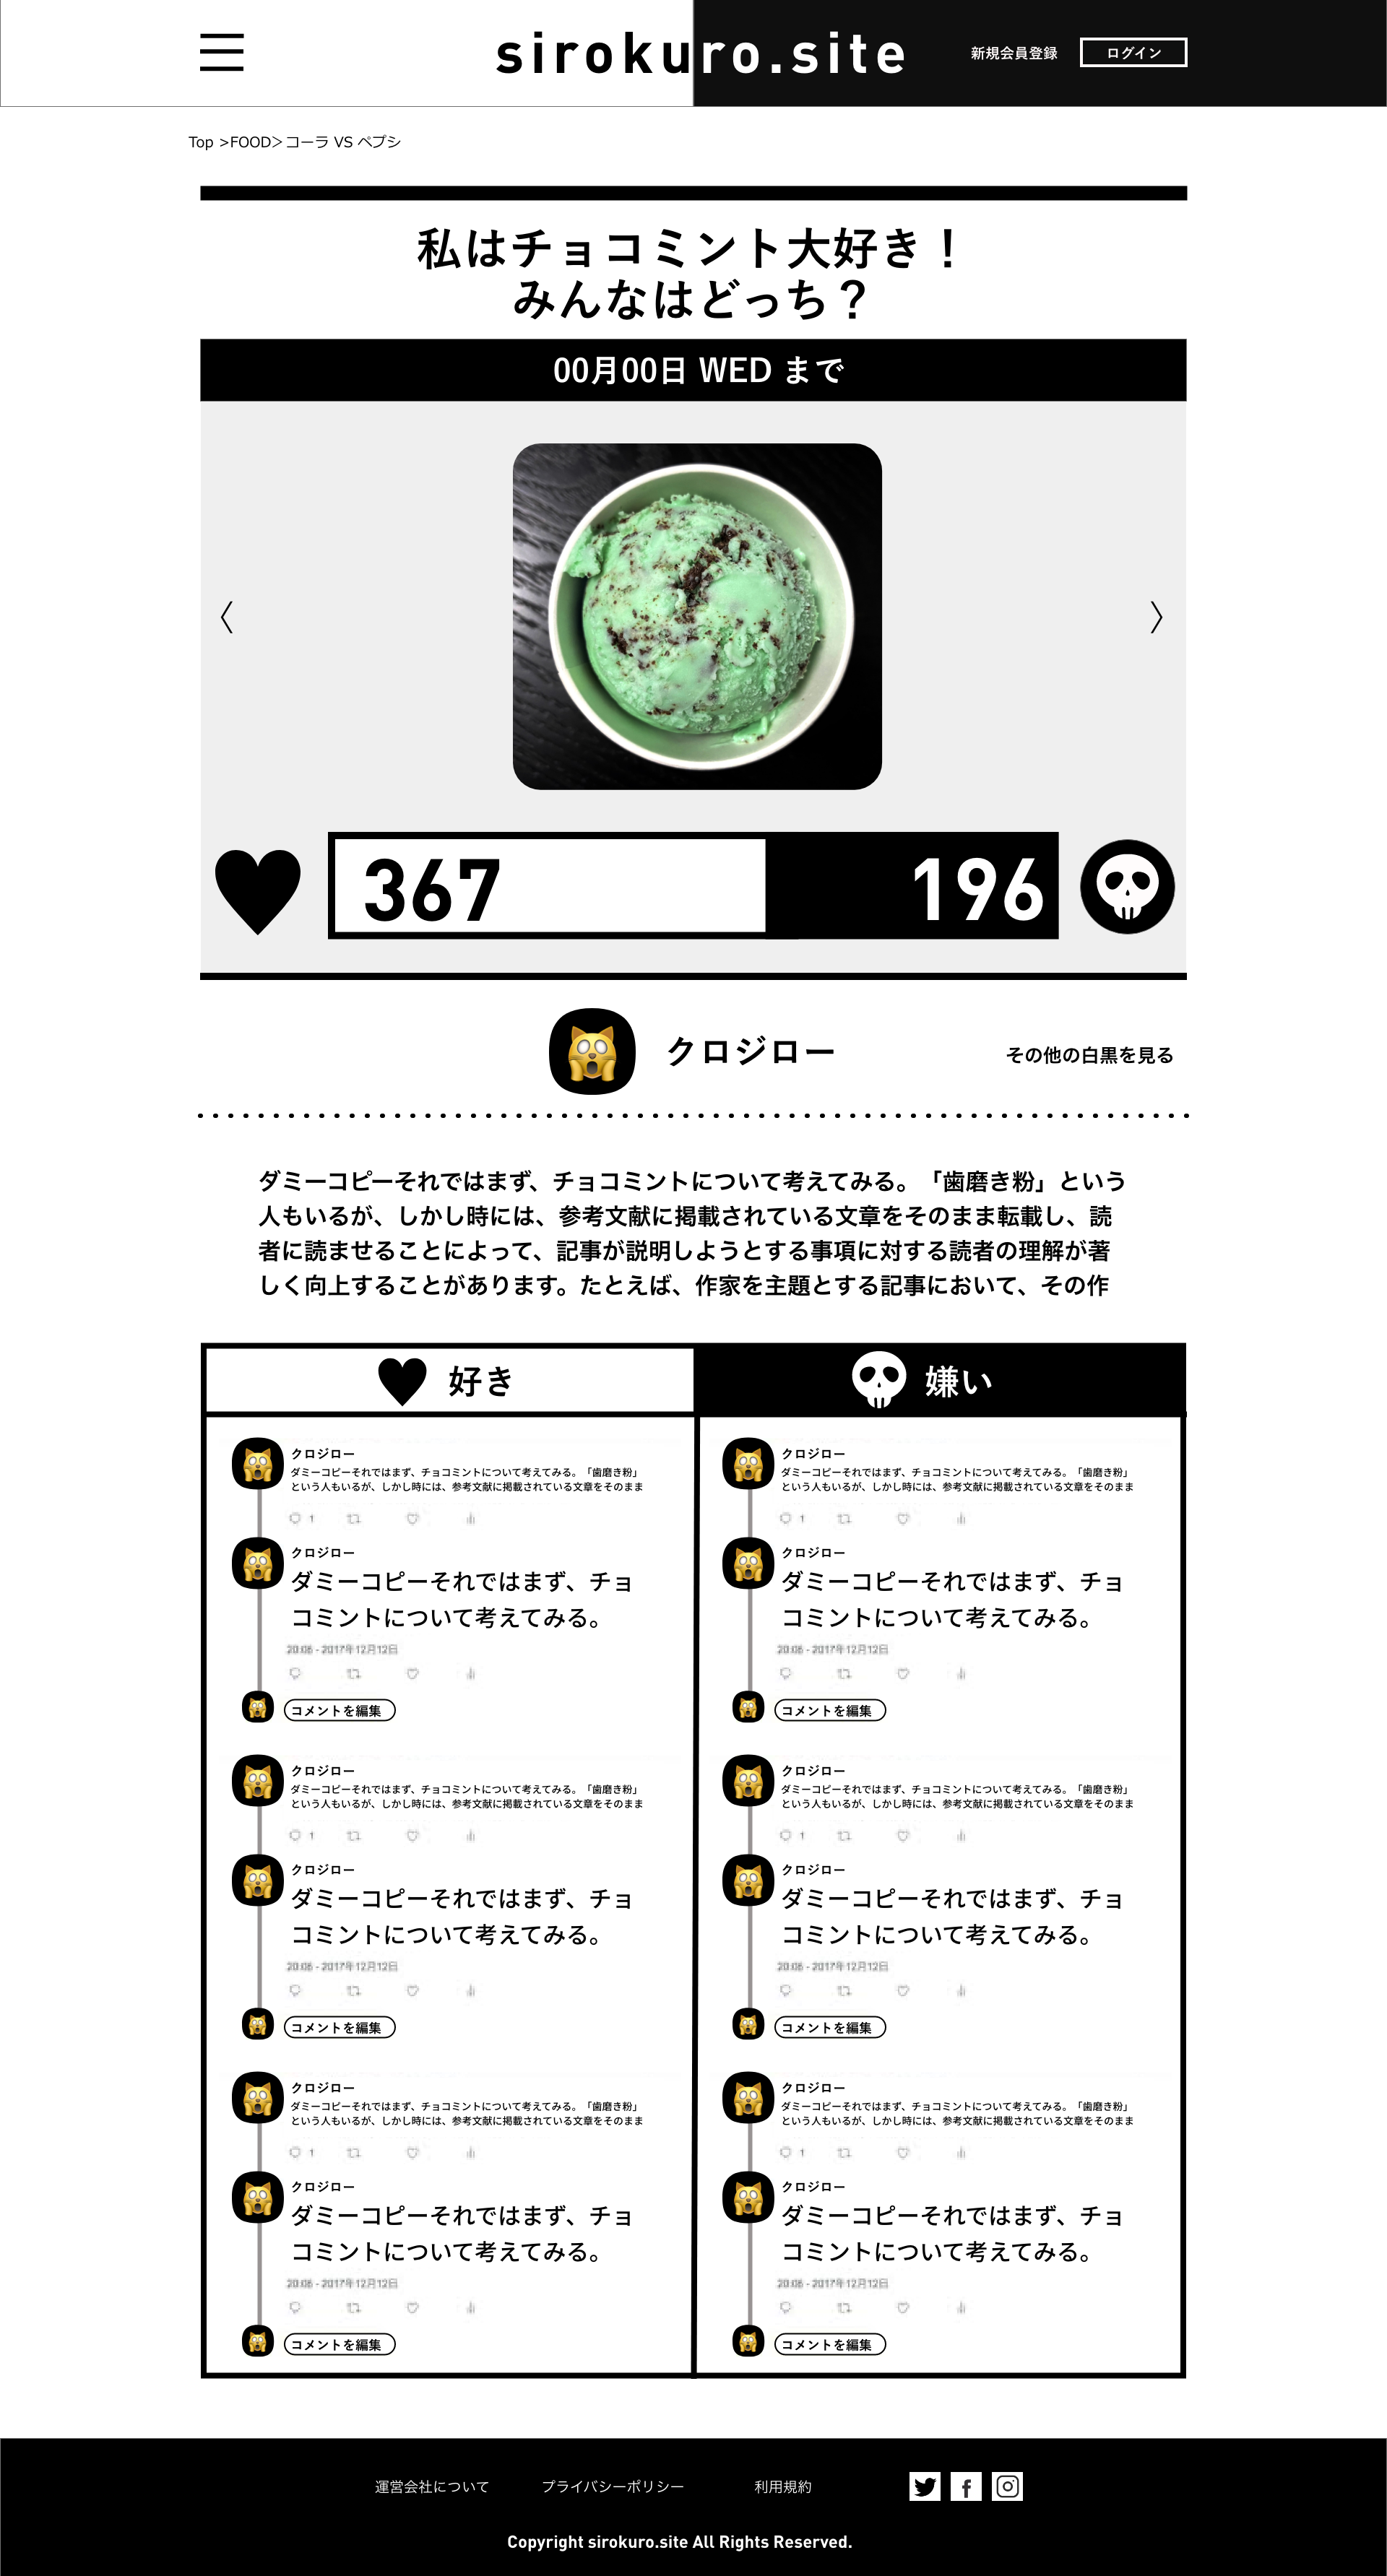 sirokuro.site
新規会員登録
ログイン
Top >FOOD＞コーラ VS ペプシ
私はチョコミント大好き！
みんなはどっち？
00月00日 WED まで
367
196
クロジロー
その他の白黒を見る
ダミーコピーそれではまず、チョコミントについて考えてみる。「歯磨き粉」という
人もいるが、しかし時には、参考文献に掲載されている文章をそのまま転載し、読
者に読ませることによって、記事が説明しようとする事項に対する読者の理解が著
しく向上することがあります。たとえば、作家を主題とする記事において、その作
好き
嫌い
クロジロー
ダミーコピーそれではまず、チョコミントについて考えてみる。「歯磨き粉」
という人もいるが、しかし時には、参考文献に掲載されている文章をそのまま
1
クロジロー
ダミーコピーそれではまず、チョ
コミントについて考えてみる。
20:06 - 2017年12月12日
コメントを編集
クロジロー
ダミーコピーそれではまず、チョコミントについて考えてみる。「歯磨き粉」
という人もいるが、しかし時には、参考文献に掲載されている文章をそのまま
1
クロジロー
ダミーコピーそれではまず、チョ
コミントについて考えてみる。
20:06 - 2017年12月12日
コメントを編集
クロジロー
ダミーコピーそれではまず、チョコミントについて考えてみる。「歯磨き粉」
という人もいるが、しかし時には、参考文献に掲載されている文章をそのまま
1
クロジロー
ダミーコピーそれではまず、チョ
コミントについて考えてみる。
20:06 - 2017年12月12日
コメントを編集
クロジロー
ダミーコピーそれではまず、チョコミントについて考えてみる。「歯磨き粉」
という人もいるが、しかし時には、参考文献に掲載されている文章をそのまま
1
クロジロー
ダミーコピーそれではまず、チョ
コミントについて考えてみる。
20:06 - 2017年12月12日
コメントを編集
クロジロー
ダミーコピーそれではまず、チョコミントについて考えてみる。「歯磨き粉」
という人もいるが、しかし時には、参考文献に掲載されている文章をそのまま
1
クロジロー
ダミーコピーそれではまず、チョ
コミントについて考えてみる。
20:06 - 2017年12月12日
コメントを編集
クロジロー
ダミーコピーそれではまず、チョコミントについて考えてみる。「歯磨き粉」
という人もいるが、しかし時には、参考文献に掲載されている文章をそのまま
1
クロジロー
ダミーコピーそれではまず、チョ
コミントについて考えてみる。
20:06 - 2017年12月12日
コメントを編集
運営会社について
プライバシーポリシー
利用規約
Copyright sirokuro.site All Rights Reserved.